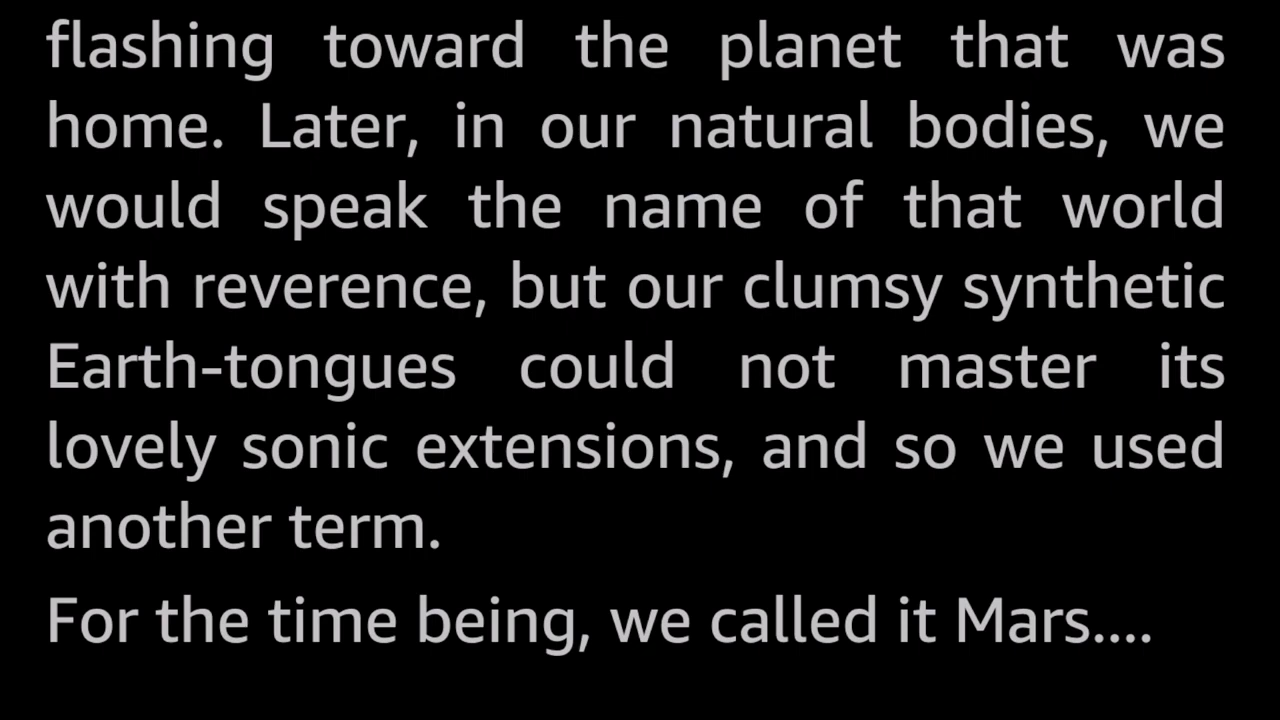 flashing toward the planet that was
home. Later, in our natural bodies, we
would speak the name of that world
with reverence, but our clumsy synthetic
Earth-tongues could not master its
lovely sonic extensions, and so we used
another term.
For the time being, we called it Mars....